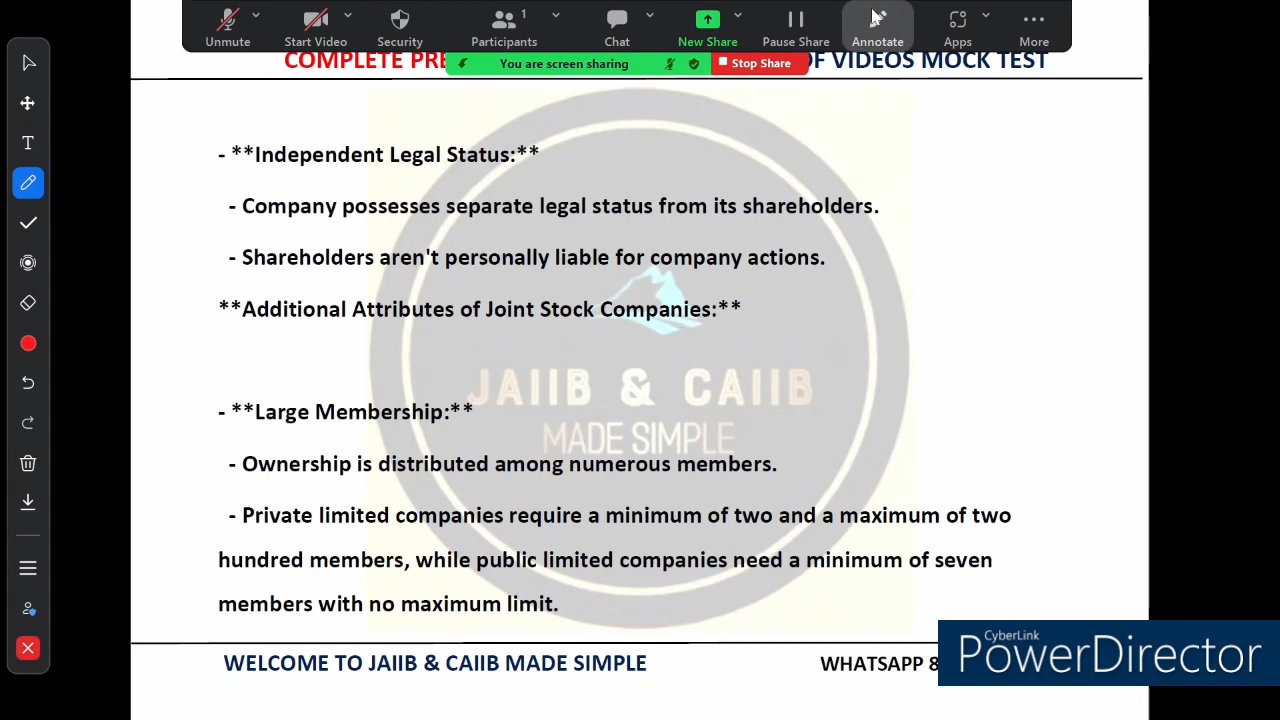 1
Unmute Start Video Security Participants Chat New Share Pause Share Annotate Apps More
COMPLETE PRE OF VIDEOS MOCK TEST
You are screen sharing Stop Share
T
- **Independent Legal Status:**
- Company possesses separate legal status from its shareholders.
- Shareholders aren't personally liable for company actions.
**Additional Attributes of Joint Stock Companies:**
JAIIB & CAIIB
- **Large Membership:**
MADE SIMPLE
- Ownership is distributed among numerous members.
- Private limited companies require a minimum of two and a maximum of two
hundred members, while public limited companies need a minimum of seven
members with no maximum limit.
WELCOME TO JAIIB & CAIIB MADE SIMPLE WHATSAPP 8
CyberLink
PowerDirector